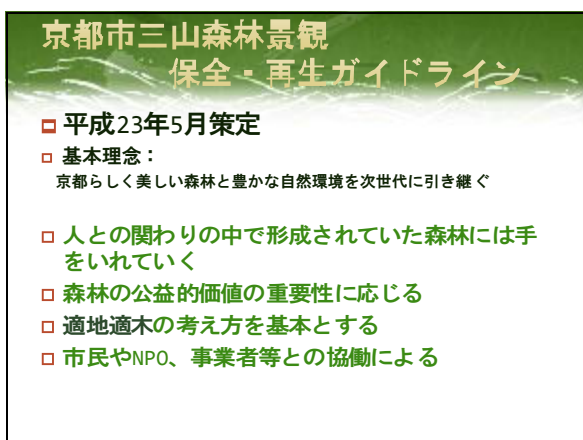 京都市三山森林景観
保全・再生ガイドライン
平成23年5月策定
基本理念：
京都らしく美しい森林と豊かな自然環境を次世代に引き継ぐ
人との関わりの中で形成されていた森林には手
をいれていく
森林の公益的価値の重要性に応じる
適地適木の考え方を基本とする
市民やNPO、事業者等との協働による